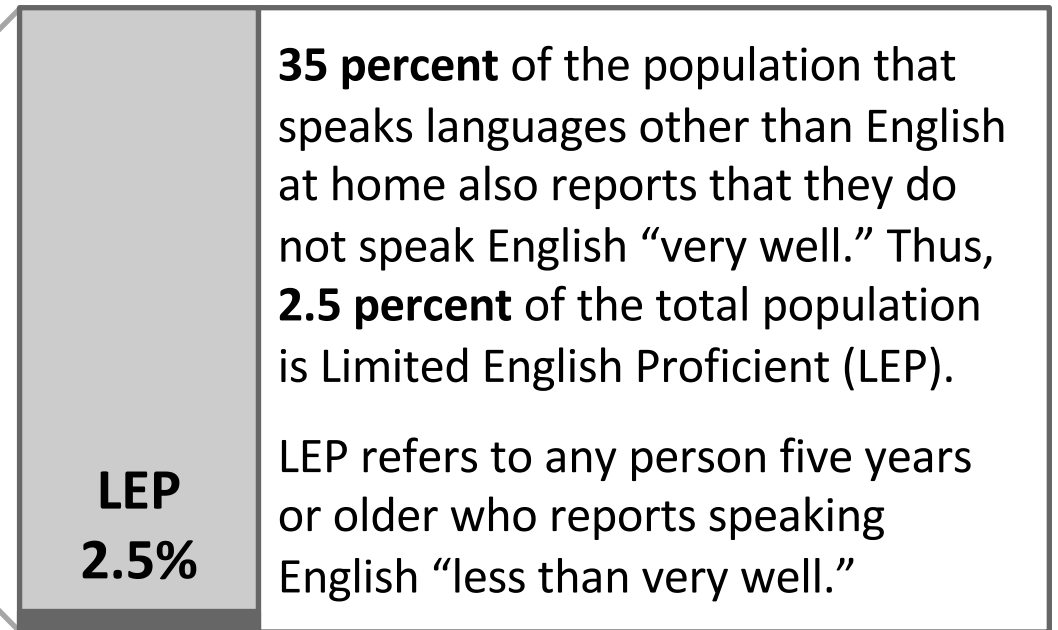 LEP
2.5%
35 percent of the population that
speaks languages other than English
at home also reports that they do
not speak English “very well.” Thus,
2.5 percent of the total population
is Limited English Proficient (LEP).
LEP refers to any person five years
or older who reports speaking
English “less than very well.”